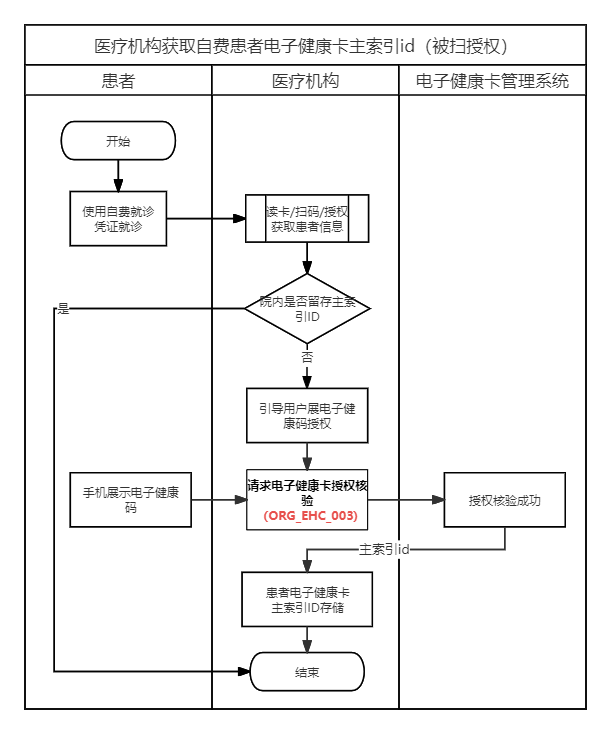 医疗机构获取自费患者电子健康卡主索引id（被扫授权）
患者
医疗机构
电子健康卡管理系统
开始
使用自费就诊
凭证就诊
读卡/扫码/授权
获取患者信息
院内是否留存主索
引ID
是
否
引导用户展电子健
康码授权
手机展示电子健康
码
请求电子健康卡授权核
验
（ORG_EHC_003)
授权核验成功
主索引id
患者电子健康卡
主索引ID存储
结束